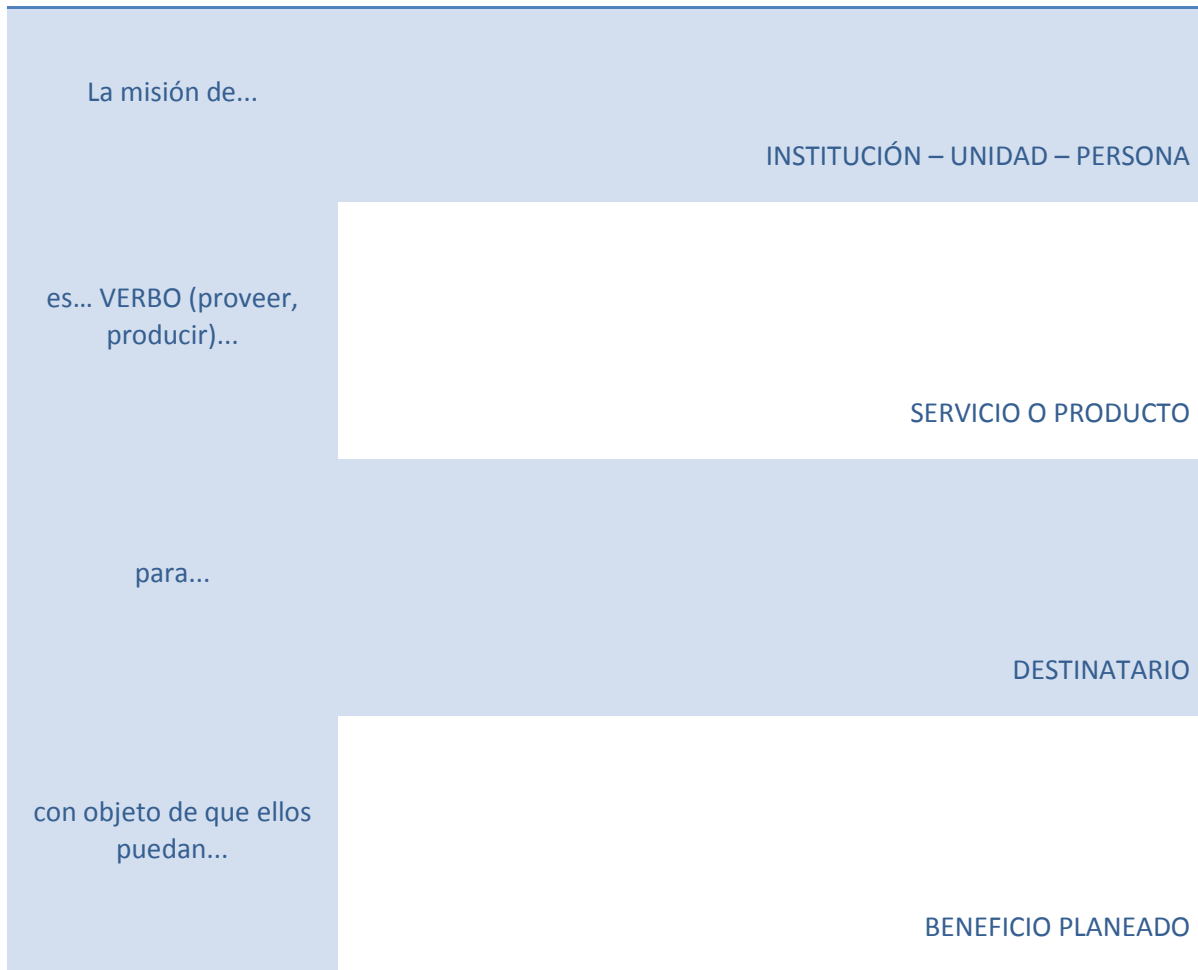 La misión de...
INSTITUCIÓN – UNIDAD – PERSONA
es... VERBO (proveer,
producir)...
SERVICIO O PRODUCTO
para...
DESTINATARIO
con objeto de que ellos
puedan...
BENEFICIO PLANEADO